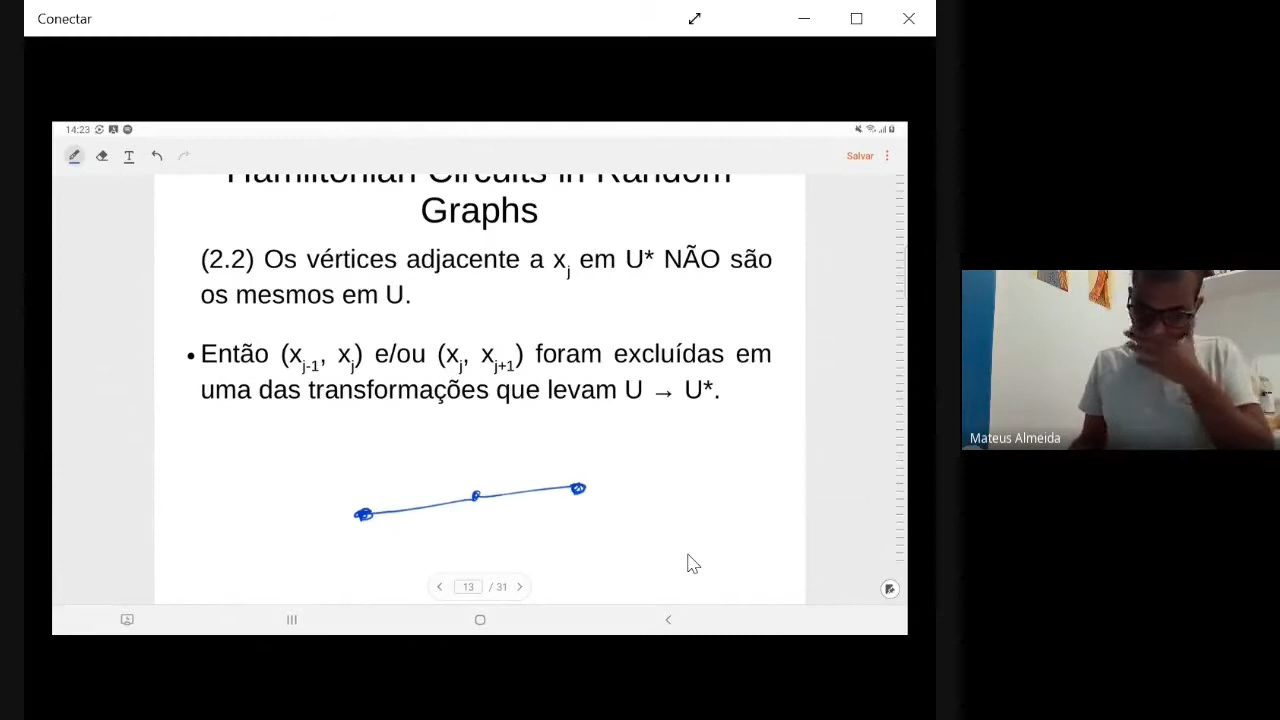 Conectar
14:23
Salvar
Hamiltonian Circuits in Random
Graphs
(2.2) Os vértices adjacente a xj em U* NÃO são
os mesmos em U.
• Então (xj-1, xj) e/ou (xj, xj+1) foram excluídas em
uma das transformações que levam U → U*.
13 / 31
Mateus Almeida